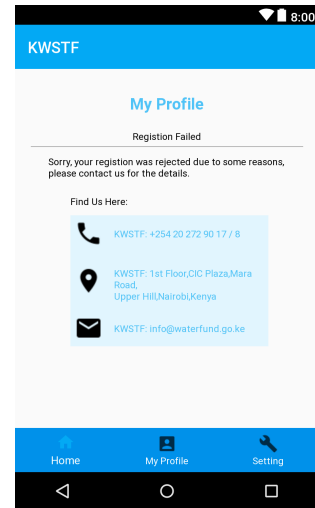 8:00
KWSTF
My Profile
Registion Failed
Sorry, your registion was rejected due to some reasons,
please contact us for the details.
Find Us Here:
KWSTF: +254 20 272 90 17 / 8
KWSTF: 1st Floor,CIC Plaza,Mara
Road,
Upper Hill,Nairobi,Kenya
KWSTF: info@waterfund.go.ke
Home
My Profile
Setting